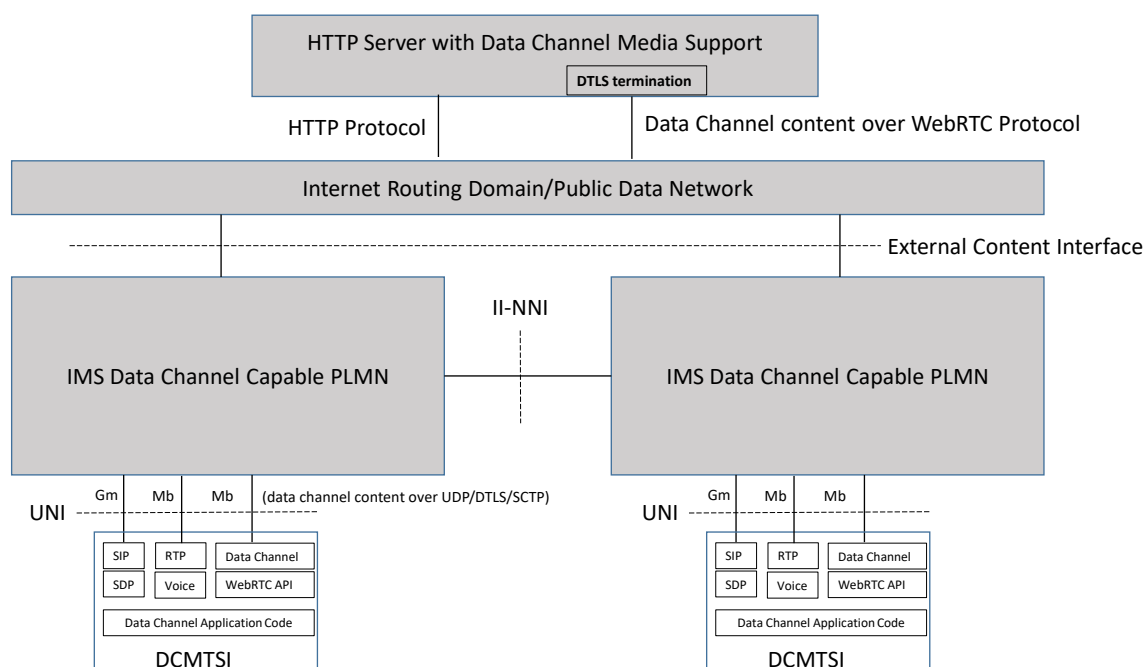 HTTP Server with Data Channel Media Support
DTLS termination
HTTP Protocol
Data Channel content over WebRTC Protocol
Internet Routing Domain/Public Data Network
External Content Interface
II-NNI
IMS Data Channel Capable PLMN
IMS Data Channel Capable PLMN
Gm
Mb
Mb
(data channel content over UDP/DTLS/SCTP)
UNI
SIP
RTP
Data Channel
SDP
Voice
WebRTC API
Data Channel Application Code
DCMTSI
Gm
Mb
Mb
UNI
SIP
RTP
Data Channel
SDP
Voice
WebRTC API
Data Channel Application Code
DCMTSI